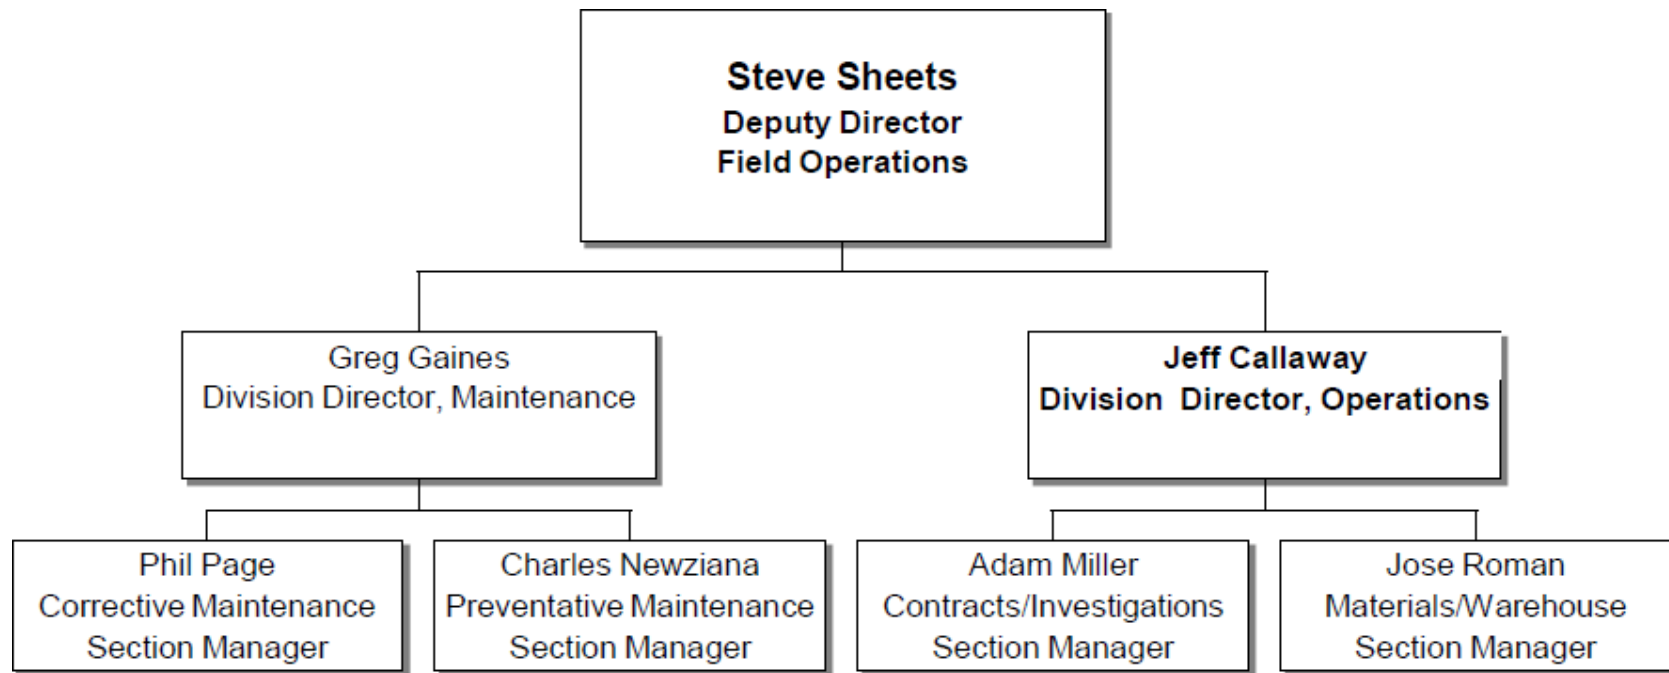 Steve Sheets
Deputy Director
Field Operations
Greg Gaines
Division Director, Maintenance
Jeff Callaway
Division Director, Operations
Phil Page
Corrective Maintenance
Section Manager
Charles Newziana
Preventative Maintenance
Section Manager
Adam Miller
Contracts/Investigations
Section Manager
Jose Roman
Materials/Warehouse
Section Manager